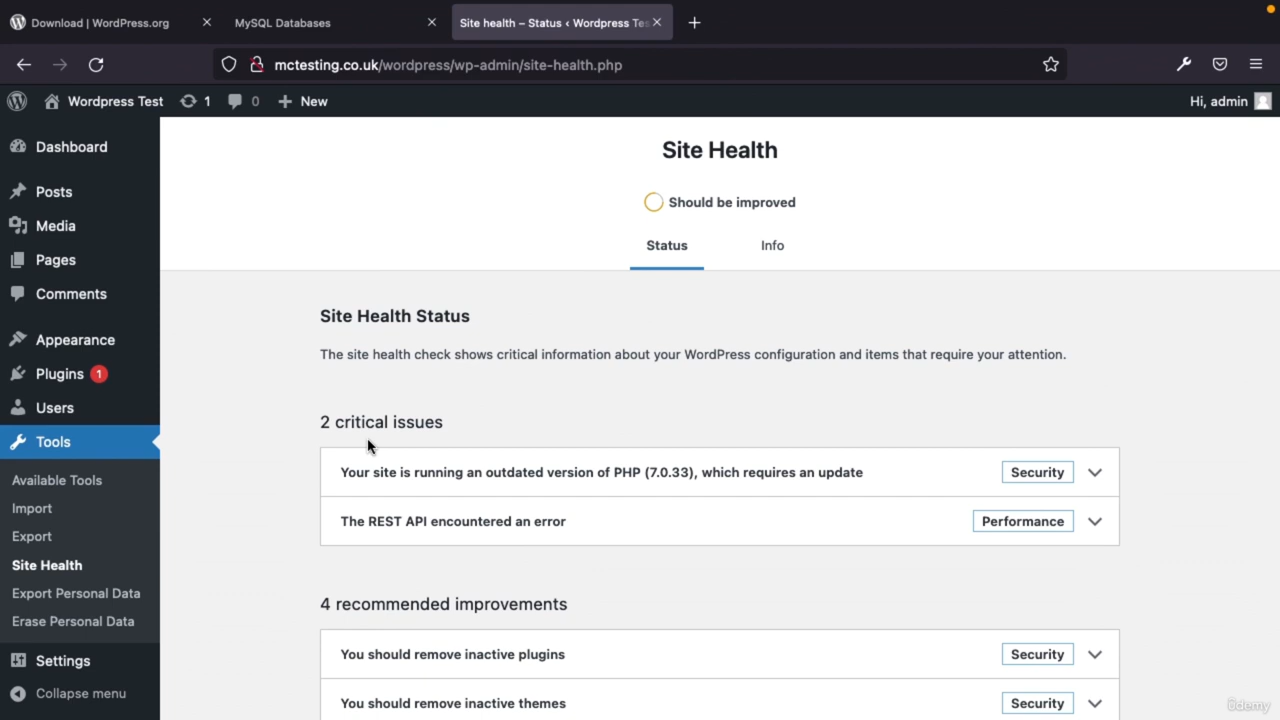 Download | WordPress.org
MySQL Databases
Site health – Status ‹ Wordpress Tes
mctesting.co.uk/wordpress/wp-admin/site-health.php
Wordpress Test
1
0
New
Hi, admin
Dashboard
Posts
Media
Pages
Comments
Appearance
Plugins 1
Users
Tools
Available Tools
Import
Export
Site Health
Export Personal Data
Erase Personal Data
Settings
Collapse menu
Site Health
Should be improved
Status
Info
Site Health Status
The site health check shows critical information about your WordPress configuration and items that require your attention.
2 critical issues
Your site is running an outdated version of PHP (7.0.33), which requires an update
Security
The REST API encountered an error
Performance
4 recommended improvements
You should remove inactive plugins
Security
You should remove inactive themes
Security
ûdemy